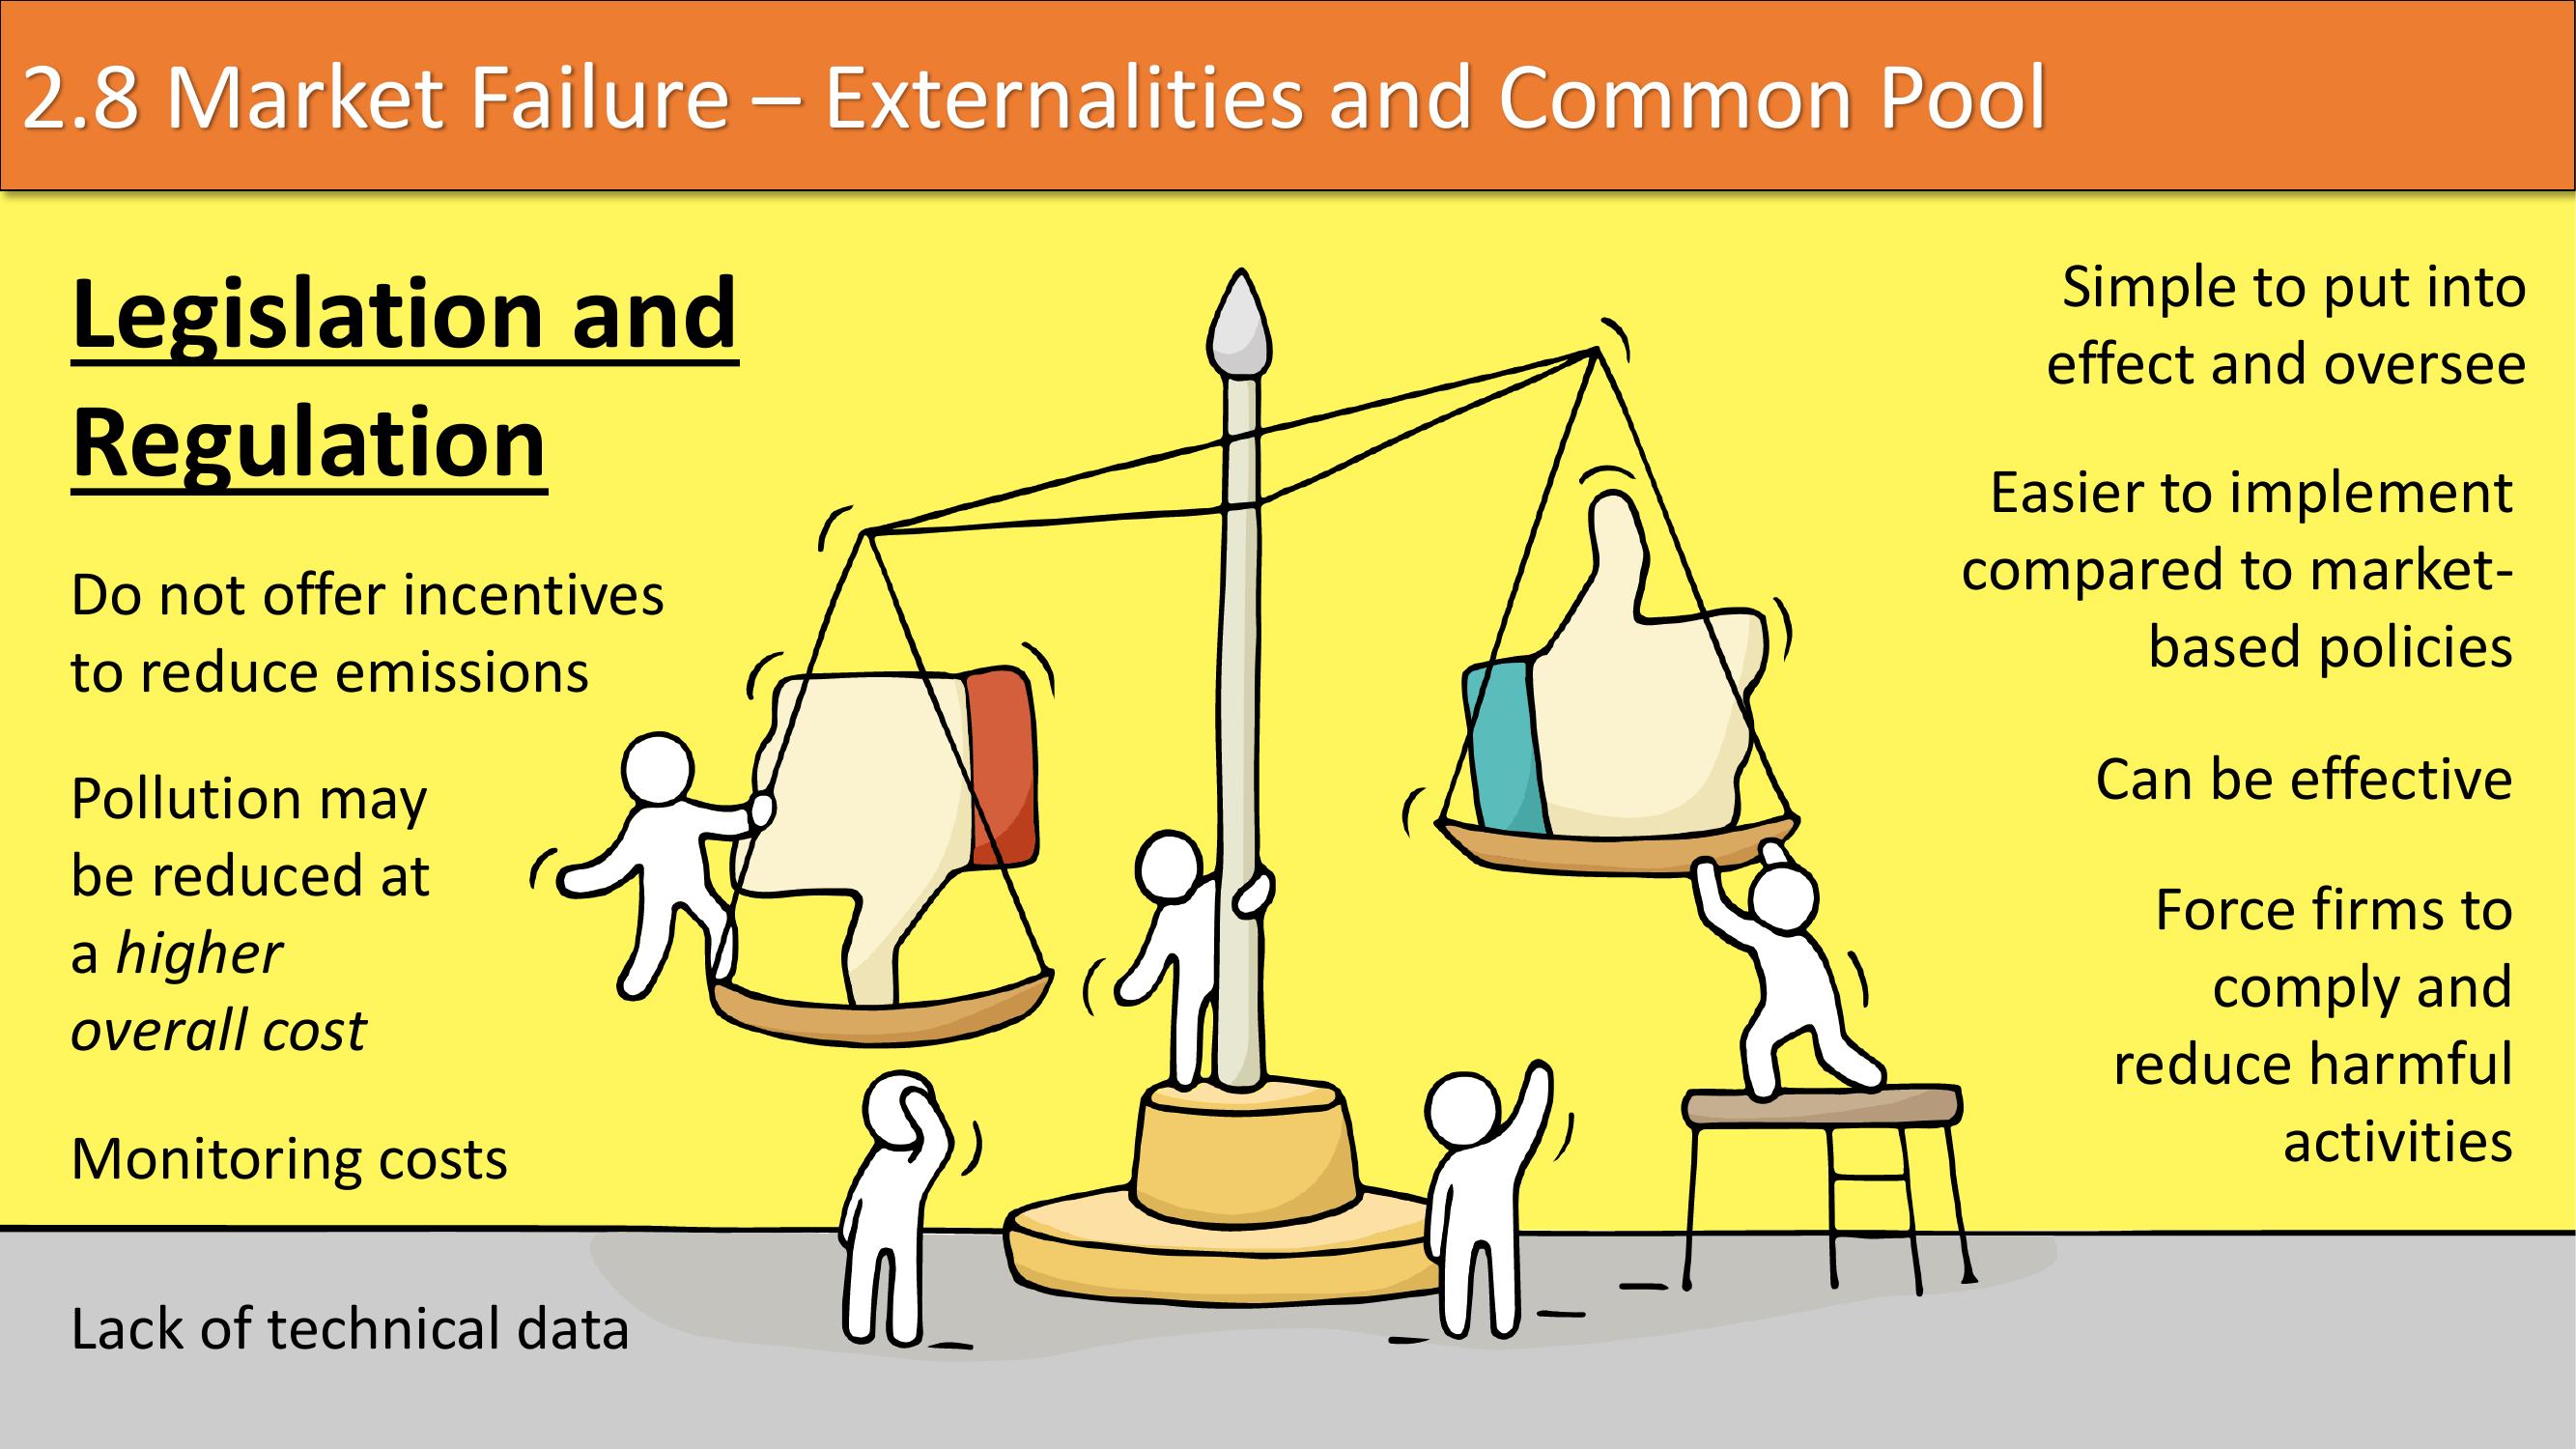 2.8 Market Failure – Externalities and Common Pool
Legislation and
Regulation
Do not offer incentives
to reduce emissions
Pollution may
be reduced at
a higher
overall cost
Monitoring costs
Lack of technical data
Simple to put into
effect and oversee
Easier to implement
compared to market-
based policies
Can be effective
Force firms to
comply and
reduce harmful
activities